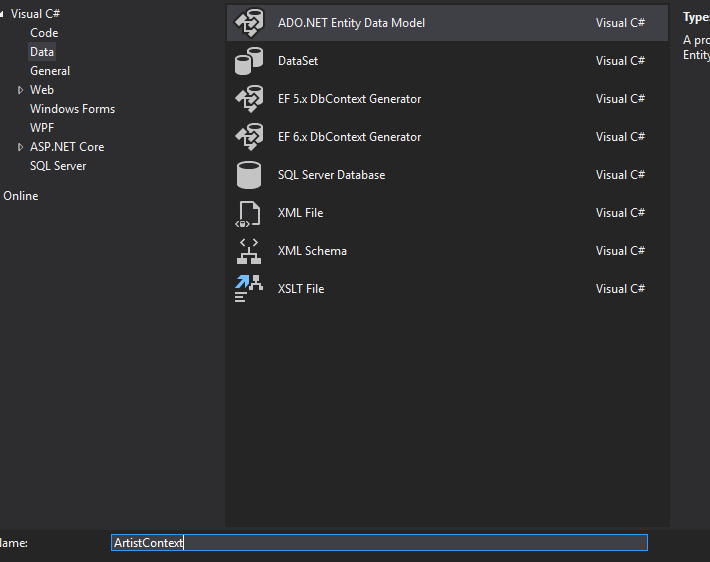 Visual C#
Code
Data
General
Web
Windows Forms
WPF
ASP.NET Core
SQL Server
Online
ADO.NET Entity Data Model Visual C#
DataSet Visual C#
EF 5.x DbContext Generator Visual C#
EF 6.x DbContext Generator Visual C#
SQL Server Database Visual C#
XML File Visual C#
XML Schema Visual C#
XSLT File Visual C#
Type:
A pro
Entity
Name: ArtistContext